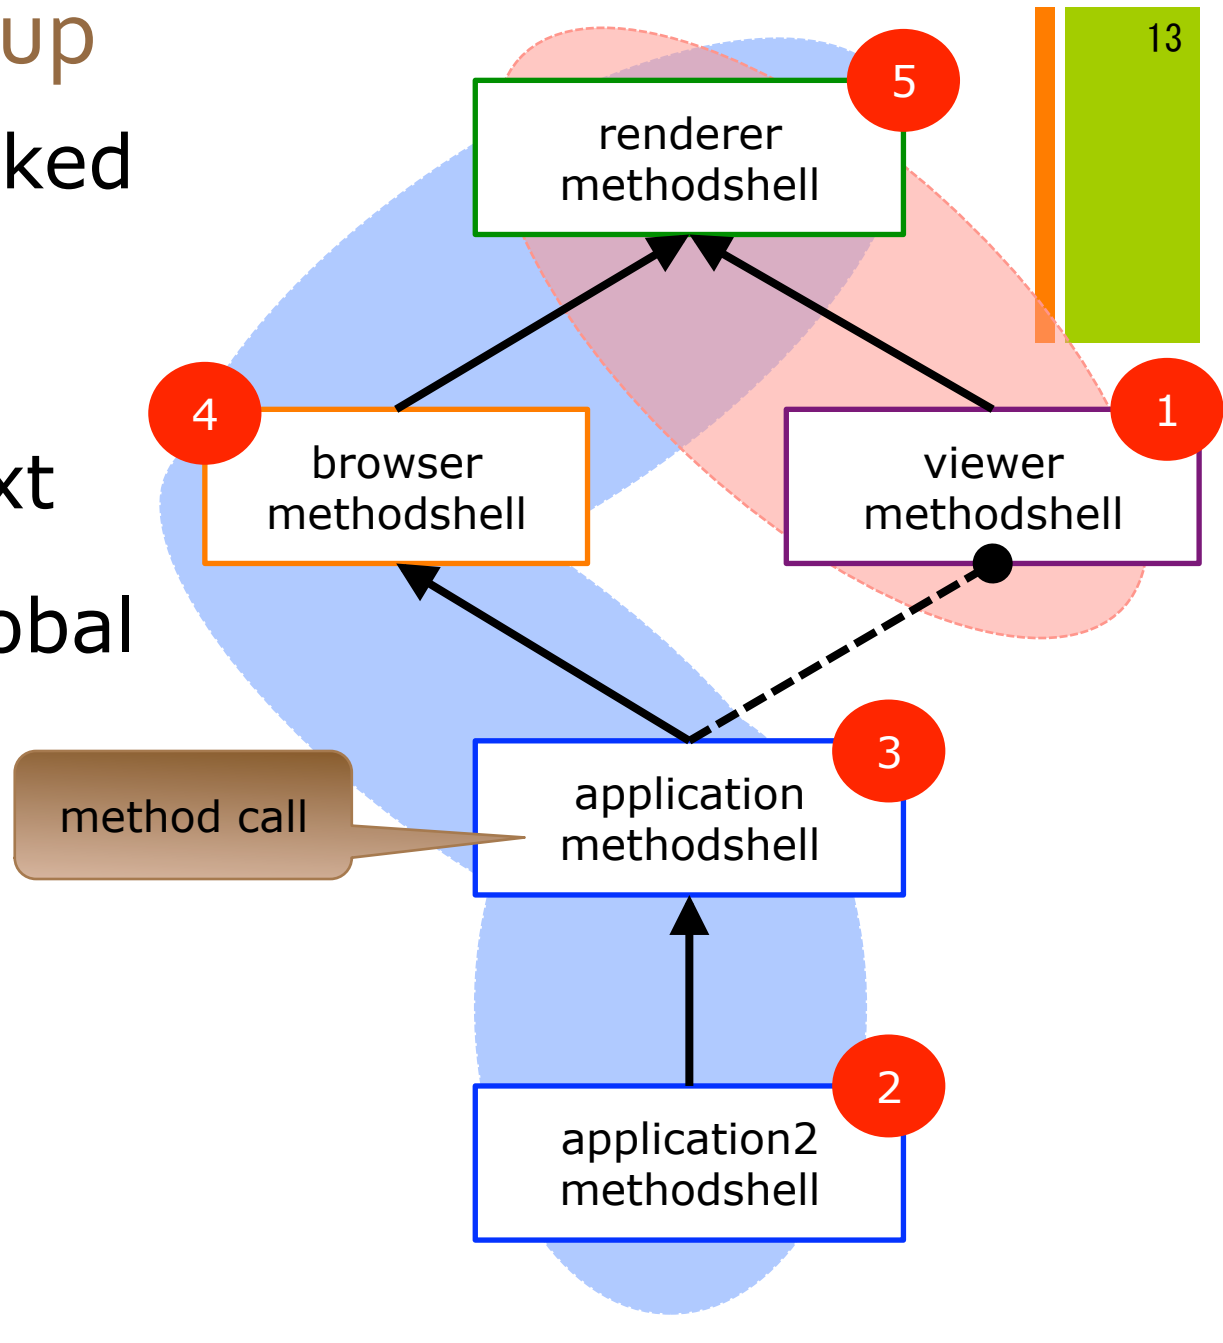 up
13
5
renderer
methodshell
ked
4
browser
methodshell
1
viewer
methodshell
xt
obal
3
application
methodshell
method call
2
application2
methodshell